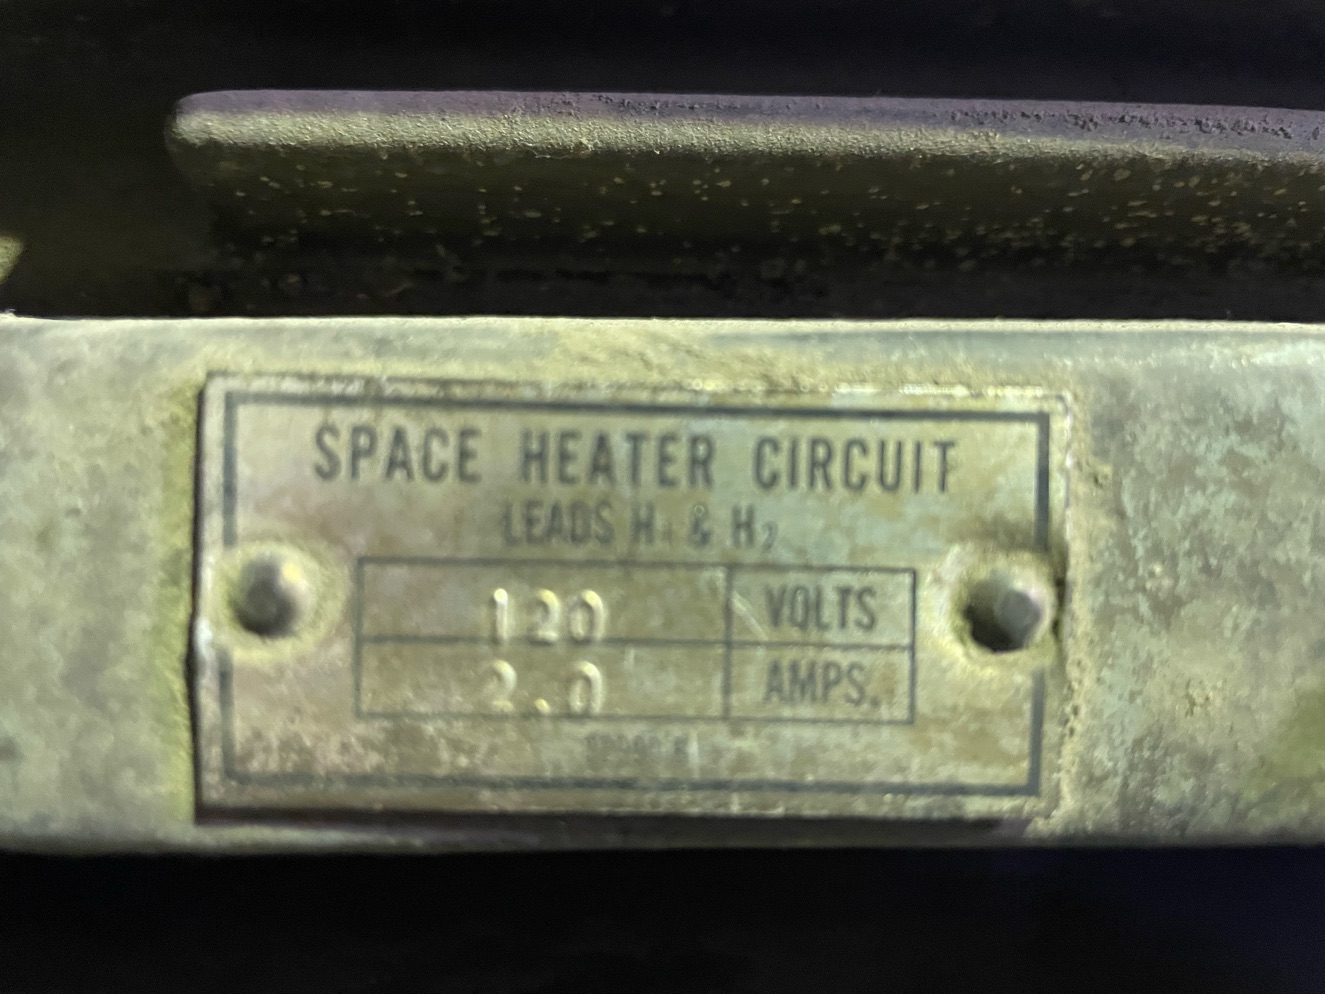 SPACE HEATER CIRCUIT
LEADS H₁ & H₂
120 VOLTS
2.0 AMPS.